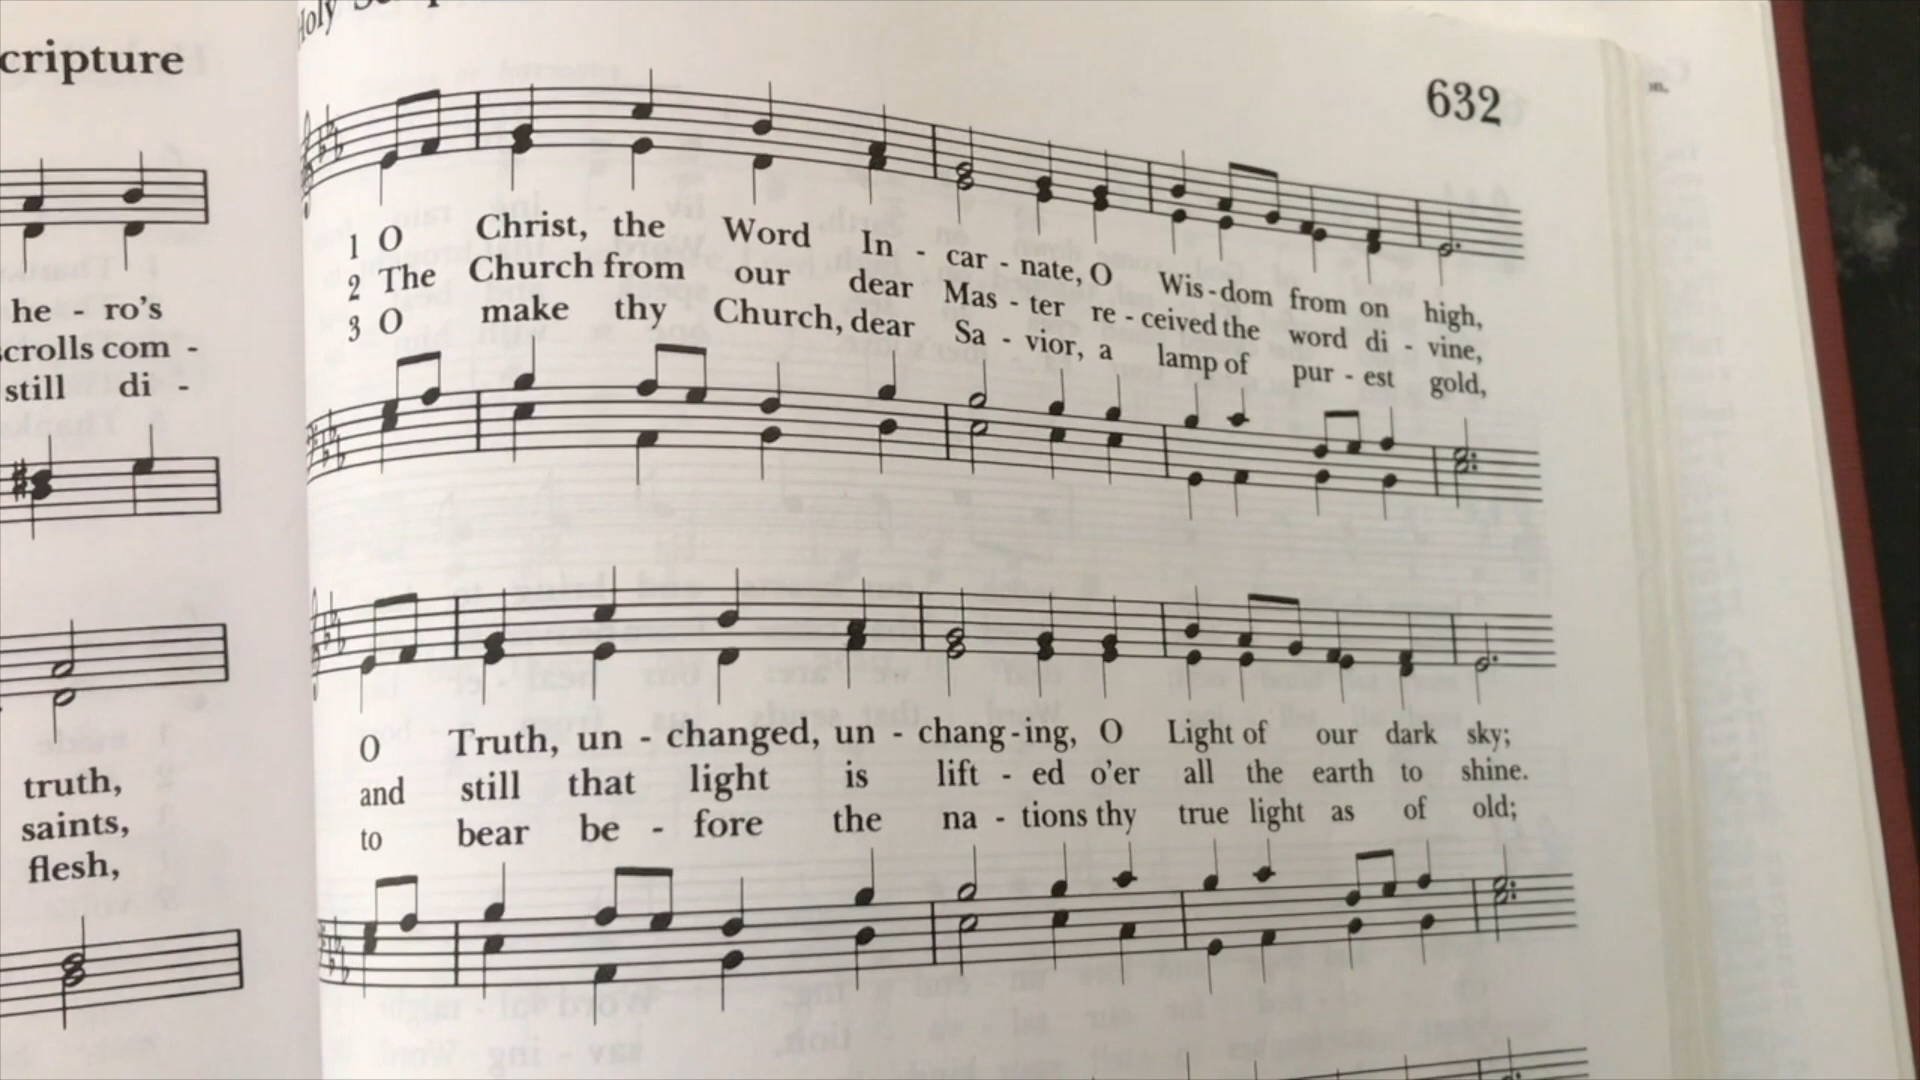 cripture
he - ro's
scrolls com -
still di -
truth,
saints,
flesh,
Holy
632
1 O Christ, the Word In - car - nate, O Wis - dom from on high,
2 The Church from our dear Mas - ter re - ceived the word di - vine,
3 O make thy Church, dear Sa - vior, a lamp of pur - est gold,
O Truth, un - changed, un - chang - ing, O Light of our dark sky;
and still that light is lift - ed o'er all the earth to shine.
to bear be - fore the na - tions thy true light as of old;